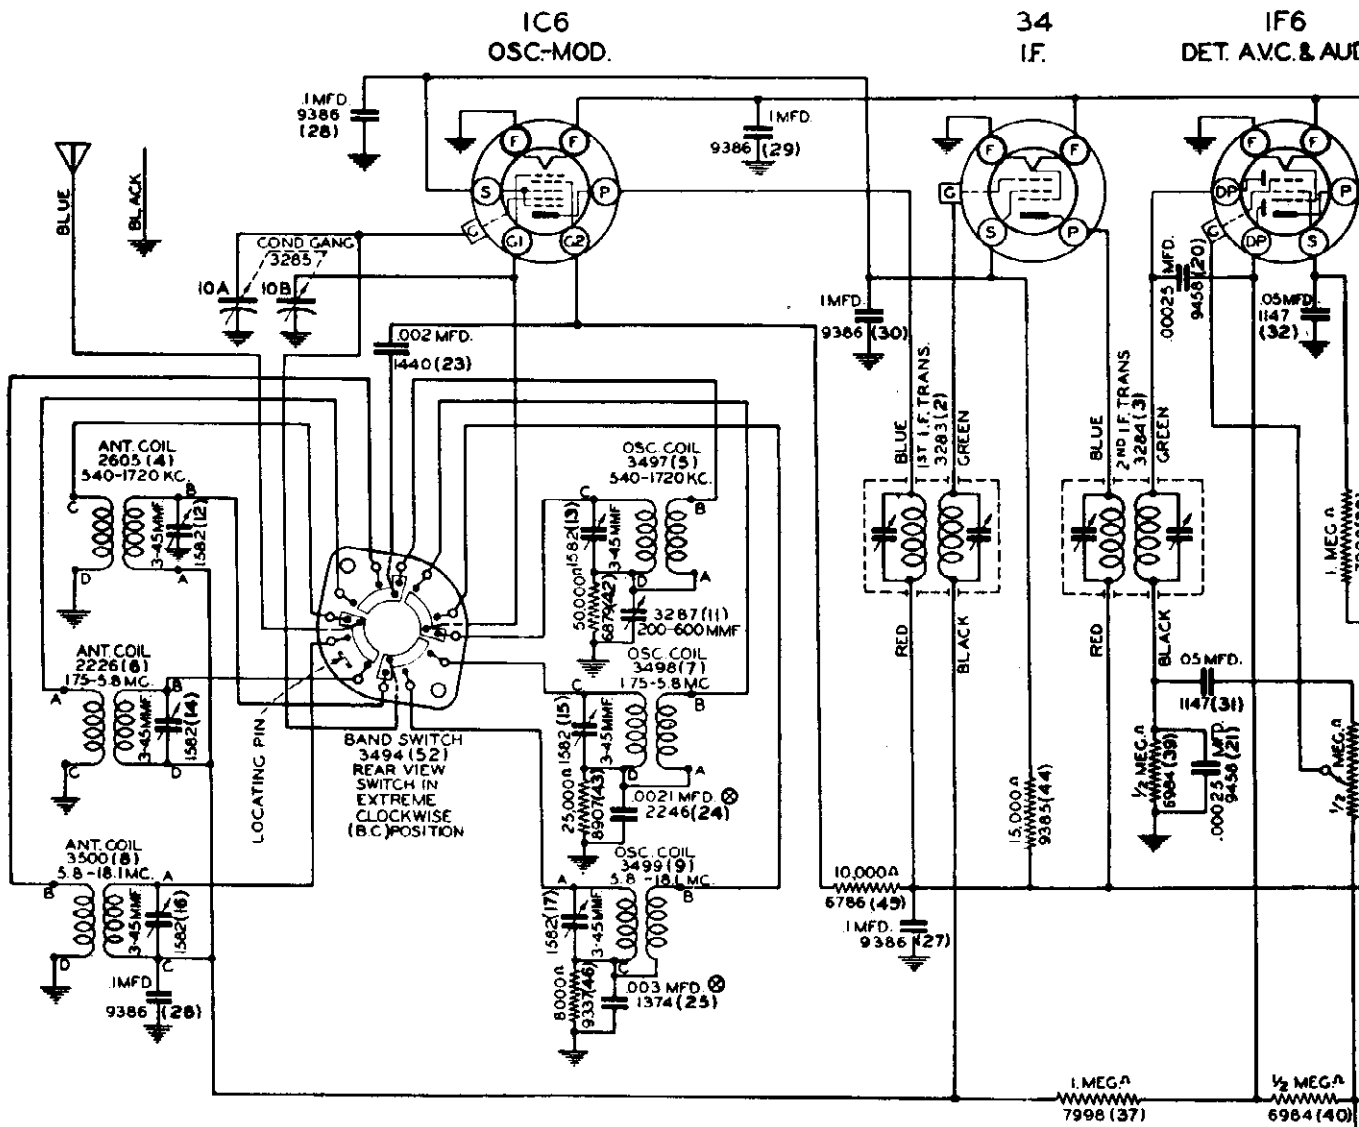 1C6
OSC-MOD.
34
I.F.
1F6
DET. A.V.C. & AUD
.1 MFD.
9386
(28)
.1 MFD.
9386 (29)
BLUE
BLACK
F
F
S
P
G
G1
G2
F
F
G
S
P
F
F
DP
P
G
DP
S
COND GANG
3285
10A
10B
.002 MFD.
1440 (23)
.1 MFD.
9386 (30)
.00025 MFD.
9458 (20)
.05 MFD.
1147
(32)
BLUE
1ST I.F. TRANS.
3283 (2)
GREEN
BLUE
2ND I.F. TRANS
3284 (3)
GREEN
ANT. COIL
2605 (4)
540-1720 KC.
C
B
D
A
3-45 MMF
1582 (12)
OSC. COIL
3497 (5)
540-1720 KC.
C
B
D
A
1582 (13)
3-45 MMF
50,000Ω
6879 (42)
3287 (11)
200-600 MMF
1. MEG Ω
RED
BLACK
RED
BLACK
ANT. COIL
2226 (6)
1.75-5.8 MC.
A
B
C
D
3-45 MMF
1582 (14)
LOCATING PIN
BAND SWITCH
3494 (52)
REAR VIEW
SWITCH IN
EXTREME
CLOCKWISE
(B.C.) POSITION
OSC. COIL
3498 (7)
1.75-5.8 MC
C
B
D
A
1582 (15)
3-45 MMF
25,000Ω
8907 (43)
.0021 MFD. ⊗
2246 (24)
.05 MFD.
1147 (31)
½ MEG. Ω
6984 (39)
.00025 MFD
9458 (21)
½ MEG. Ω
15,000Ω
9385 (44)
ANT. COIL
3500 (8)
5.8-18.1 MC.
B
A
D
C
3-45 MMF
1582 (16)
.1 MFD
9386 (28)
OSC. COIL
3499 (9)
5.8-18.1 MC.
A
B
C
1582 (17)
3-45 MMF
8000Ω
9337 (46)
.003 MFD. ⊗
1374 (25)
10,000Ω
6786 (45)
.1 MFD.
9386 (27)
1. MEG. Ω
7998 (37)
½ MEG. Ω
6984 (40)